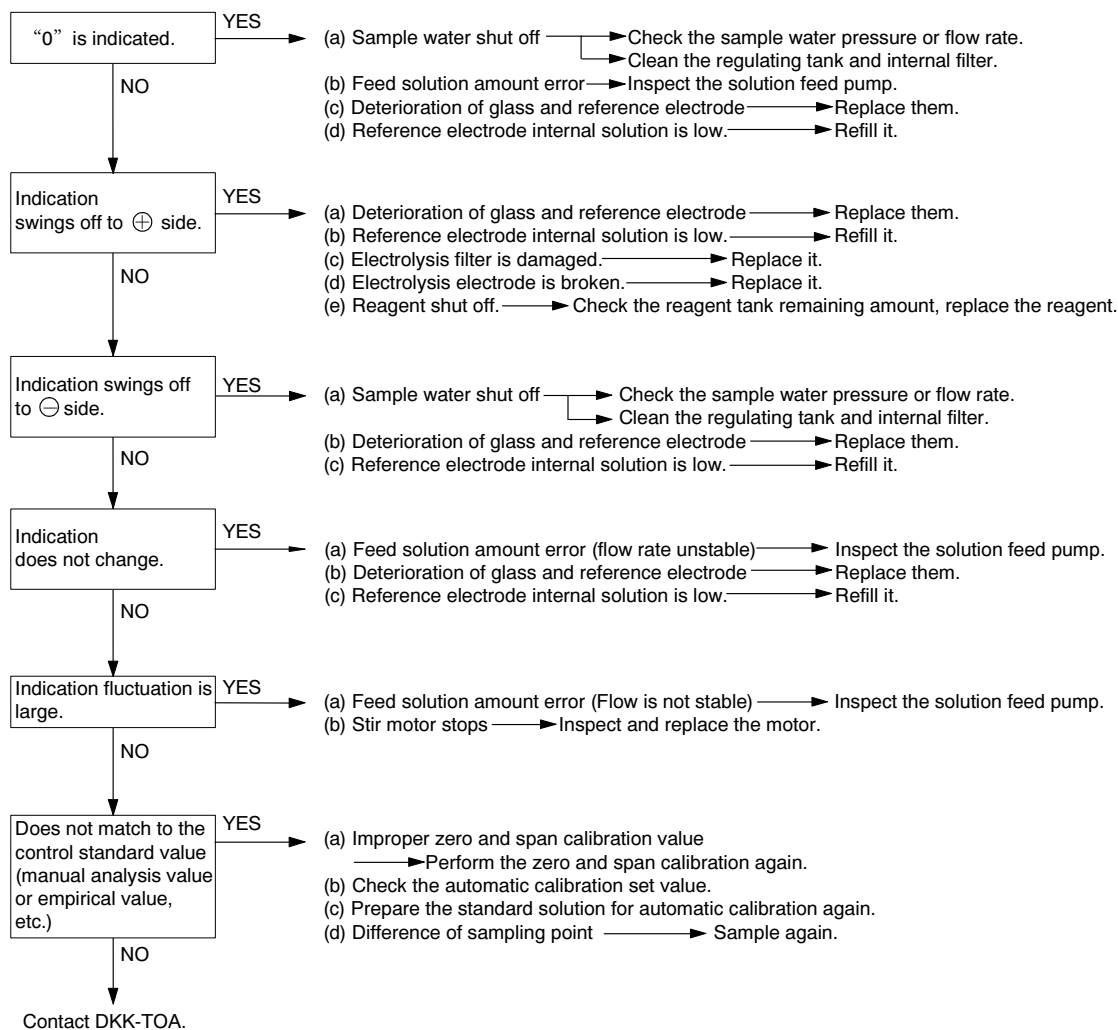 “0” is indicated.
YES
(a) Sample water shut off
Check the sample water pressure or flow rate.
Clean the regulating tank and internal filter.
(b) Feed solution amount error
Inspect the solution feed pump.
(c) Deterioration of glass and reference electrode
Replace them.
(d) Reference electrode internal solution is low.
Refill it.
NO
Indication
swings off to ⊕ side.
YES
(a) Deterioration of glass and reference electrode
Replace them.
(b) Reference electrode internal solution is low.
Refill it.
(c) Electrolysis filter is damaged.
Replace it.
(d) Electrolysis electrode is broken.
Replace it.
(e) Reagent shut off.
Check the reagent tank remaining amount, replace the reagent.
NO
Indication swings off
to ⊖ side.
YES
(a) Sample water shut off
Check the sample water pressure or flow rate.
Clean the regulating tank and internal filter.
(b) Deterioration of glass and reference electrode
Replace them.
(c) Reference electrode internal solution is low.
Refill it.
NO
Indication
does not change.
YES
(a) Feed solution amount error (flow rate unstable)
Inspect the solution feed pump.
(b) Deterioration of glass and reference electrode
Replace them.
(c) Reference electrode internal solution is low.
Refill it.
NO
Indication fluctuation is
large.
YES
(a) Feed solution amount error (Flow is not stable)
Inspect the solution feed pump.
(b) Stir motor stops
Inspect and replace the motor.
NO
Does not match to the
control standard value
(manual analysis value
or empirical value,
etc.)
YES
(a) Improper zero and span calibration value
Perform the zero and span calibration again.
(b) Check the automatic calibration set value.
(c) Prepare the standard solution for automatic calibration again.
(d) Difference of sampling point
Sample again.
NO
Contact DKK-TOA.